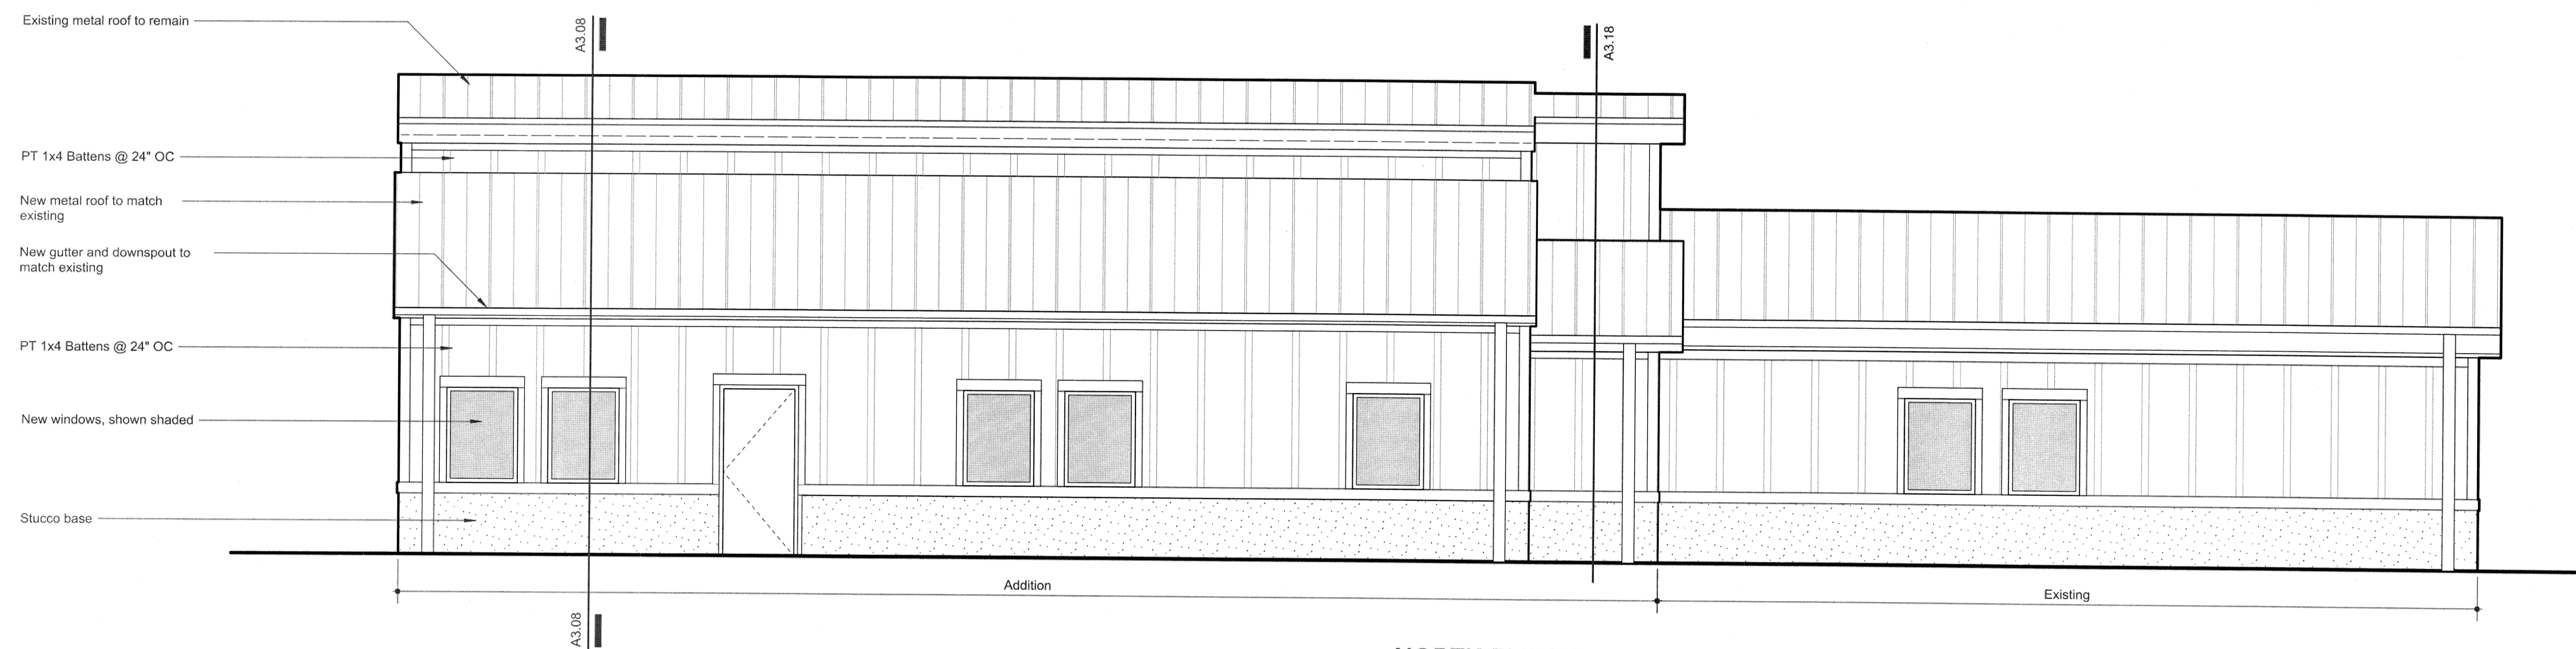 Existing metal roof to remain
A3.08
A3.18
PT 1x4 Battens @ 24" OC
New metal roof to match
existing
New gutter and downspout to
match existing
PT 1x4 Battens @ 24" OC
New windows, shown shaded
Stucco base
Addition
Existing
A3.08